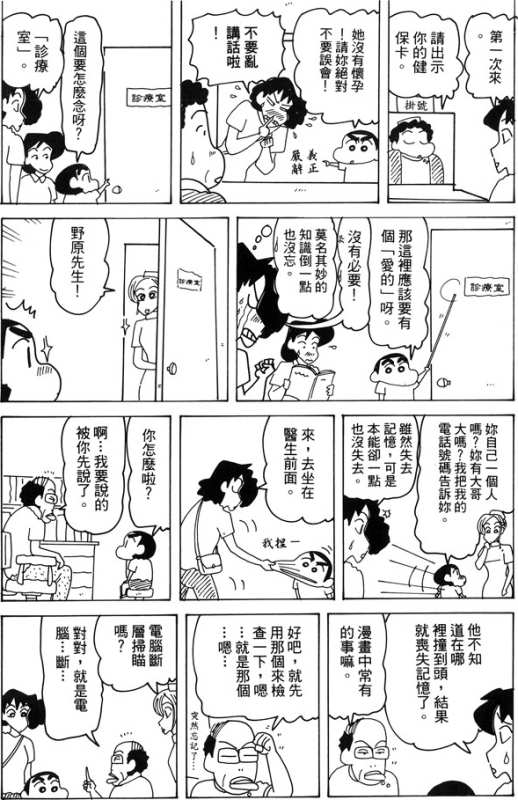 第一次來。
請出示
你的健
保卡。
掛號
她沒有懷孕
!請妳絕對
不要誤會!
義正
嚴辭
不要亂
講話啦
!
診療室
這個要怎麼念呀?
「診療
室」。
診療室
那這裡應該要有
個「愛的」呀。
沒有必要!
莫名其妙的
知識倒一點
也沒忘。
診療室
野原先生!
妳自己一個人
嗎?妳有大哥
大嗎?我把我的
電話號碼告訴妳。
雖然失去
記憶,可是
本能卻一點
也沒失去。
來,去坐在
醫生前面。
我捏一
你怎麼啦?
啊…我要說的
被你先說了。
他不知
道在哪
裡撞到頭,結果
就喪失記憶了。
漫畫中常有
的事嘛。
好吧,就先
用那個來檢
查一下,嗯
…就是那個
…嗯…
突然忘記了…
電腦斷
層掃瞄
嗎?
對對,就是電
腦…斷…